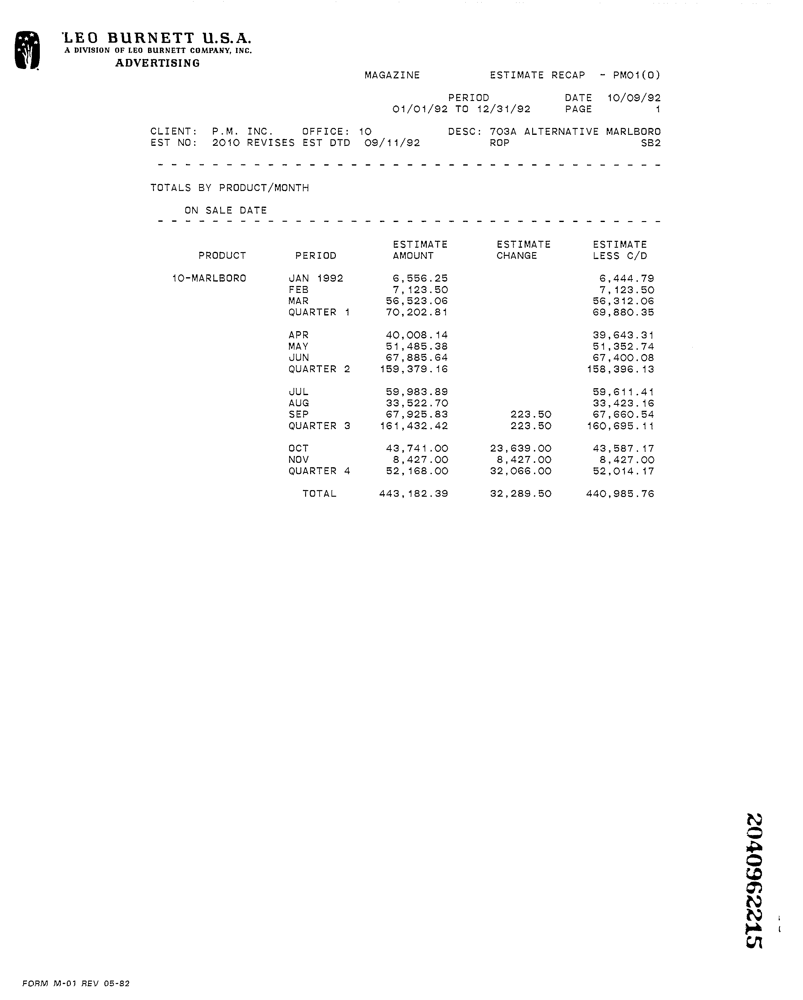 LEO BURNETT U.S.A.
A DIVISION OF LEO BURNETT COMPANY, INC.
ADVERTISING
MAGAZINE ESTIMATE RECAP - PM01(0)
PERIOD DATE 10/09/92
01/01/92 TO 12/31/92 PAGE 1
CLIENT: P.M. INC. OFFICE: 10 DESC: 703A ALTERNATIVE MARLBORO
EST NO: 2010 REVISES EST DTD 09/11/92 ROP SB2
TOTALS BY PRODUCT/MONTH
ON SALE DATE
ESTIMATE ESTIMATE ESTIMATE
PRODUCT PERIOD AMOUNT CHANGE LESS C/D
10-MARLBORO JAN 1992 6,556.25 6,444.79
FEB 7,123.50 7,123.50
MAR 56,523.06 56,312.06
QUARTER 1 70,202.81 69,880.35
APR 40,008.14 39,643.31
MAY 51,485.38 51,352.74
JUN 67,885.64 67,400.08
QUARTER 2 159,379.16 158,396.13
JUL 59,983.89 59,611.41
AUG 33,522.70 33,423.16
SEP 67,925.83 223.50 67,660.54
QUARTER 3 161,432.42 223.50 160,695.11
OCT 43,741.00 23,639.00 43,587.17
NOV 8,427.00 8,427.00 8,427.00
QUARTER 4 52,168.00 32,066.00 52,014.17
TOTAL 443,182.39 32,289.50 440,985.76
2040962215
FORM M-01 REV 05-82